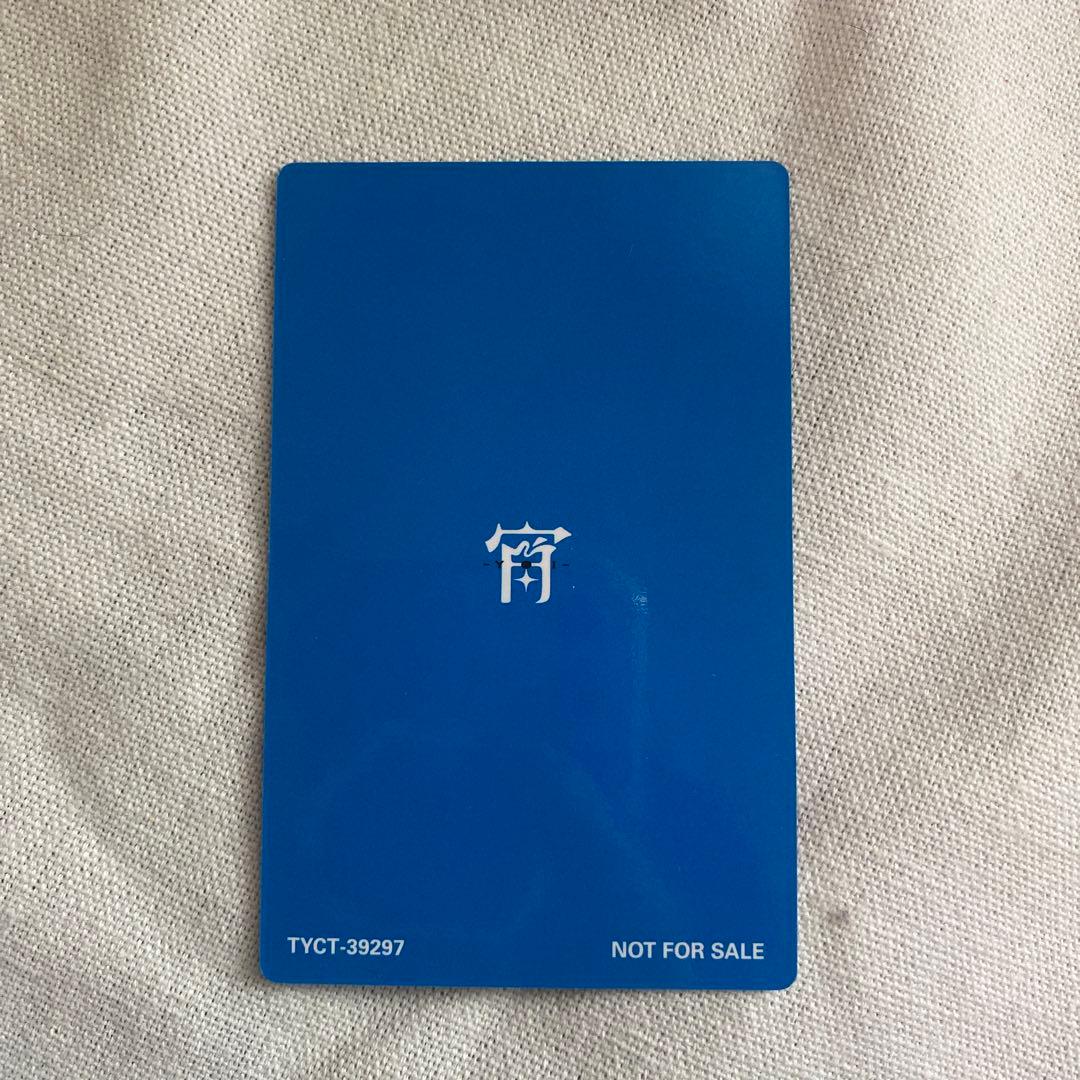 宵
TYCT-39297
NOT FOR SALE